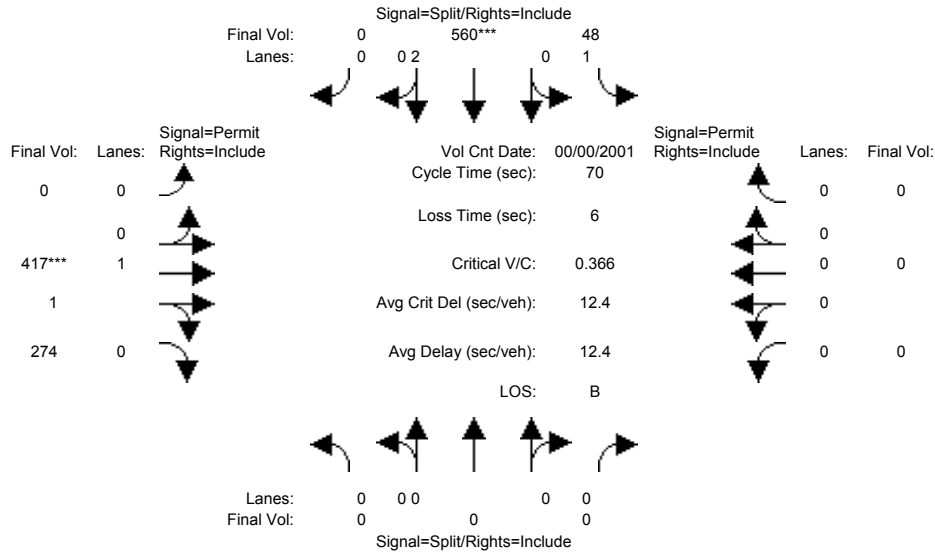 Signal=Split/Rights=Include
Final Vol: 0 560*** 48
Lanes: 0 0 2 0 1
Signal=Permit Signal=Permit
Final Vol: Lanes: Rights=Include Vol Cnt Date: 00/00/2001 Rights=Include Lanes: Final Vol:
Cycle Time (sec): 70
0 0 0 0
Loss Time (sec): 6
0 0
417*** 1 Critical V/C: 0.366 0 0
1 Avg Crit Del (sec/veh): 12.4 0
274 0 Avg Delay (sec/veh): 12.4 0 0
LOS: B
Lanes: 0 0 0 0 0
Final Vol: 0 0 0
Signal=Split/Rights=Include